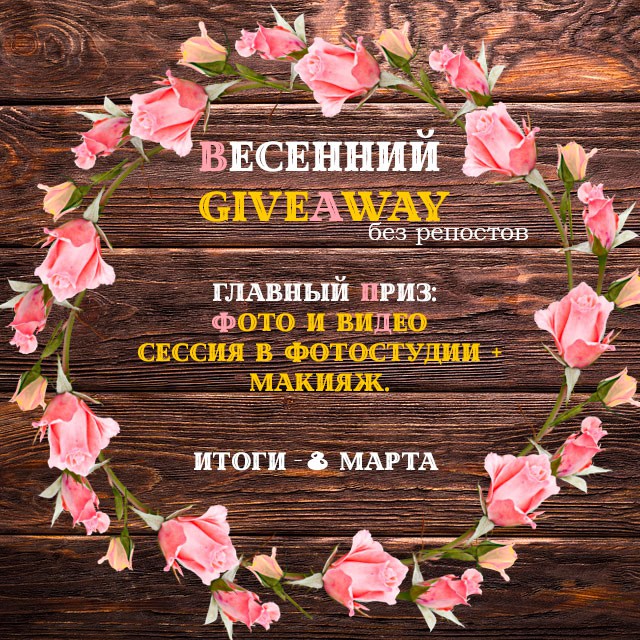 ВЕСЕННИЙ
GIVEAWAY
без репостов
ГЛАВНЫЙ ПРИЗ:
ФОТО И ВИДЕО
СЕССИЯ В ФОТОСТУДИИ +
МАКИЯЖ.
ИТОГИ - 8 МАРТА